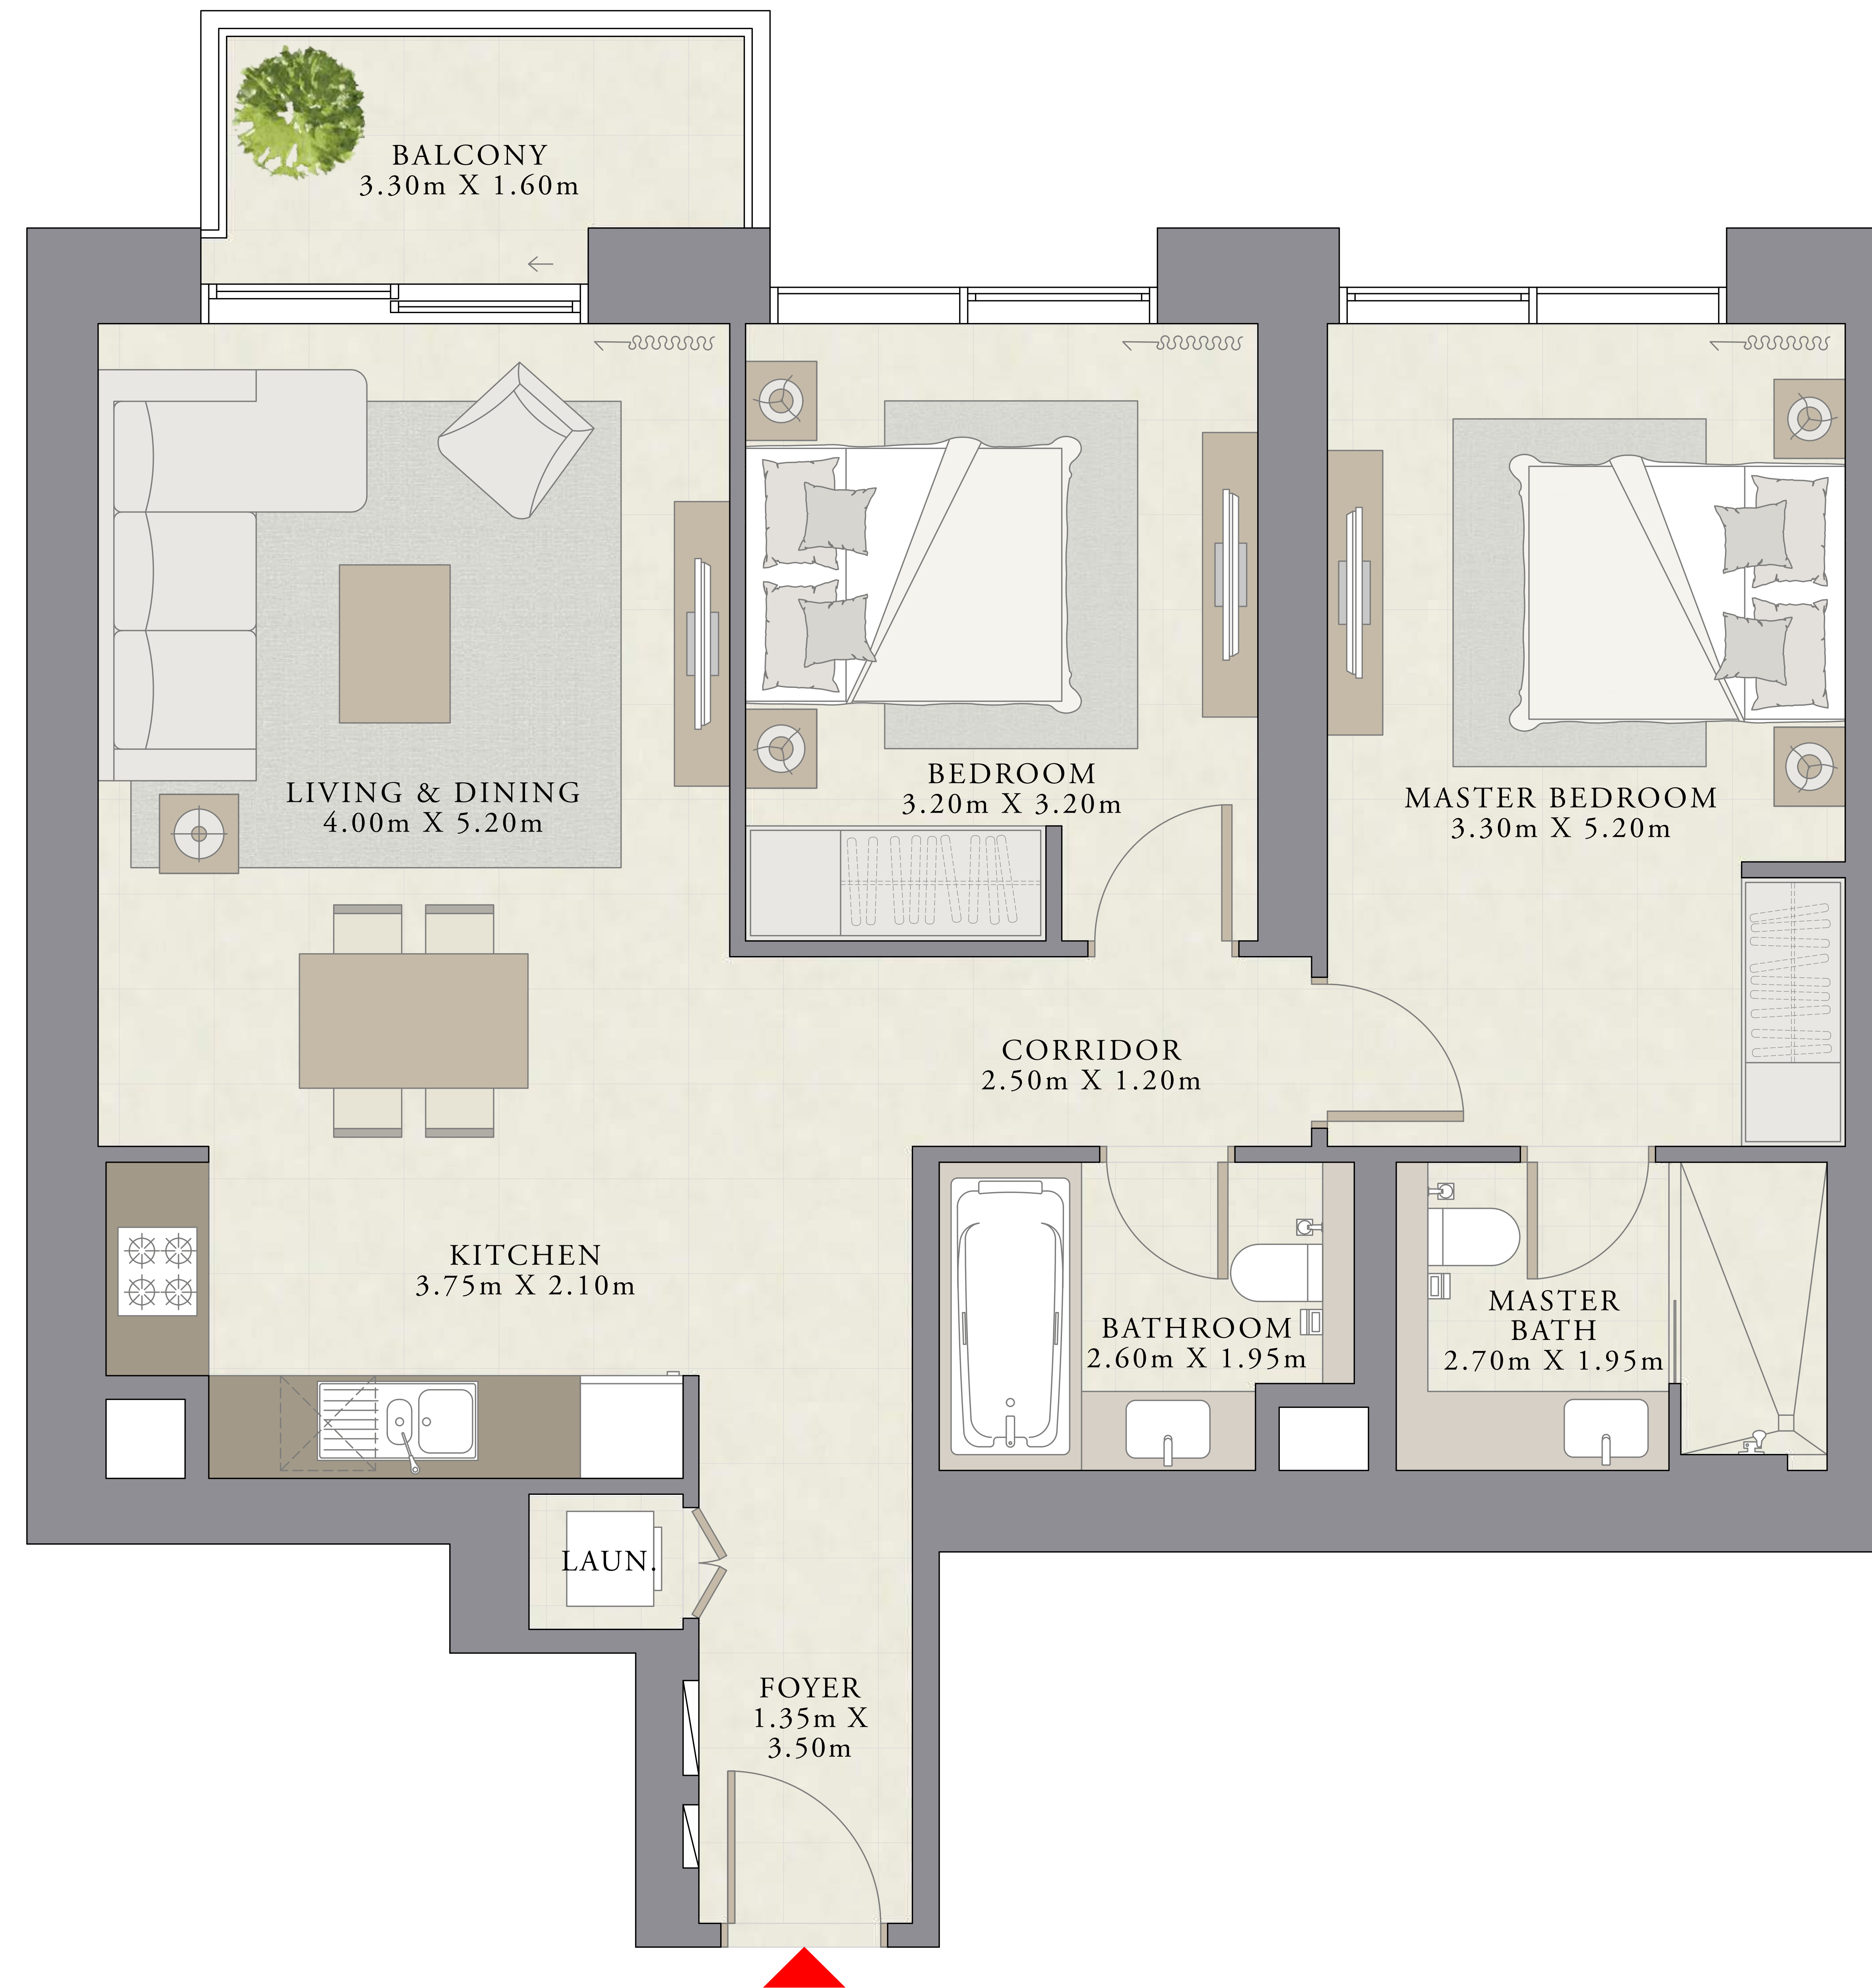 BALCONY
3.30m X 1.60m
LIVING & DINING
4.00m X 5.20m
BEDROOM
3.20m X 3.20m
MASTER BEDROOM
3.30m X 5.20m
CORRIDOR
2.50m X 1.20m
KITCHEN
3.75m X 2.10m
BATHROOM
2.60m X 1.95m
MASTER
BATH
2.70m X 1.95m
LAUN.
FOYER
1.35m X
3.50m